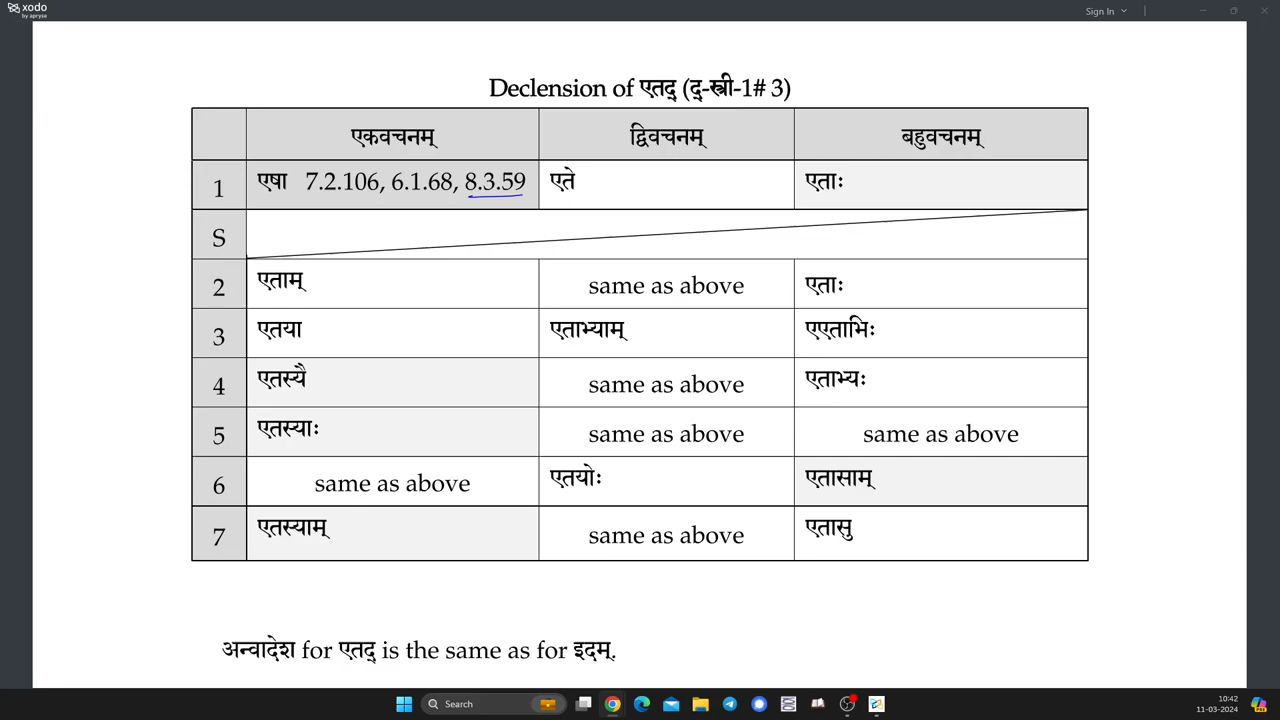 xodo
by apryse
Sign In
Declension of एतद् (द्-स्त्री-1# 3)
एकवचनम् द्विवचनम् बहुवचनम्
1 एषा 7.2.106, 6.1.68, 8.3.59 एते एताः
S
2 एताम् same as above एताः
3 एतया एताभ्याम् एएताभिः
4 एतस्यै same as above एताभ्यः
5 एतस्याः same as above same as above
6 same as above एतयोः एतासाम्
7 एतस्याम् same as above एतासु
अन्वादेश for एतद् is the same as for इदम्.
Search
10:42
11-03-2024